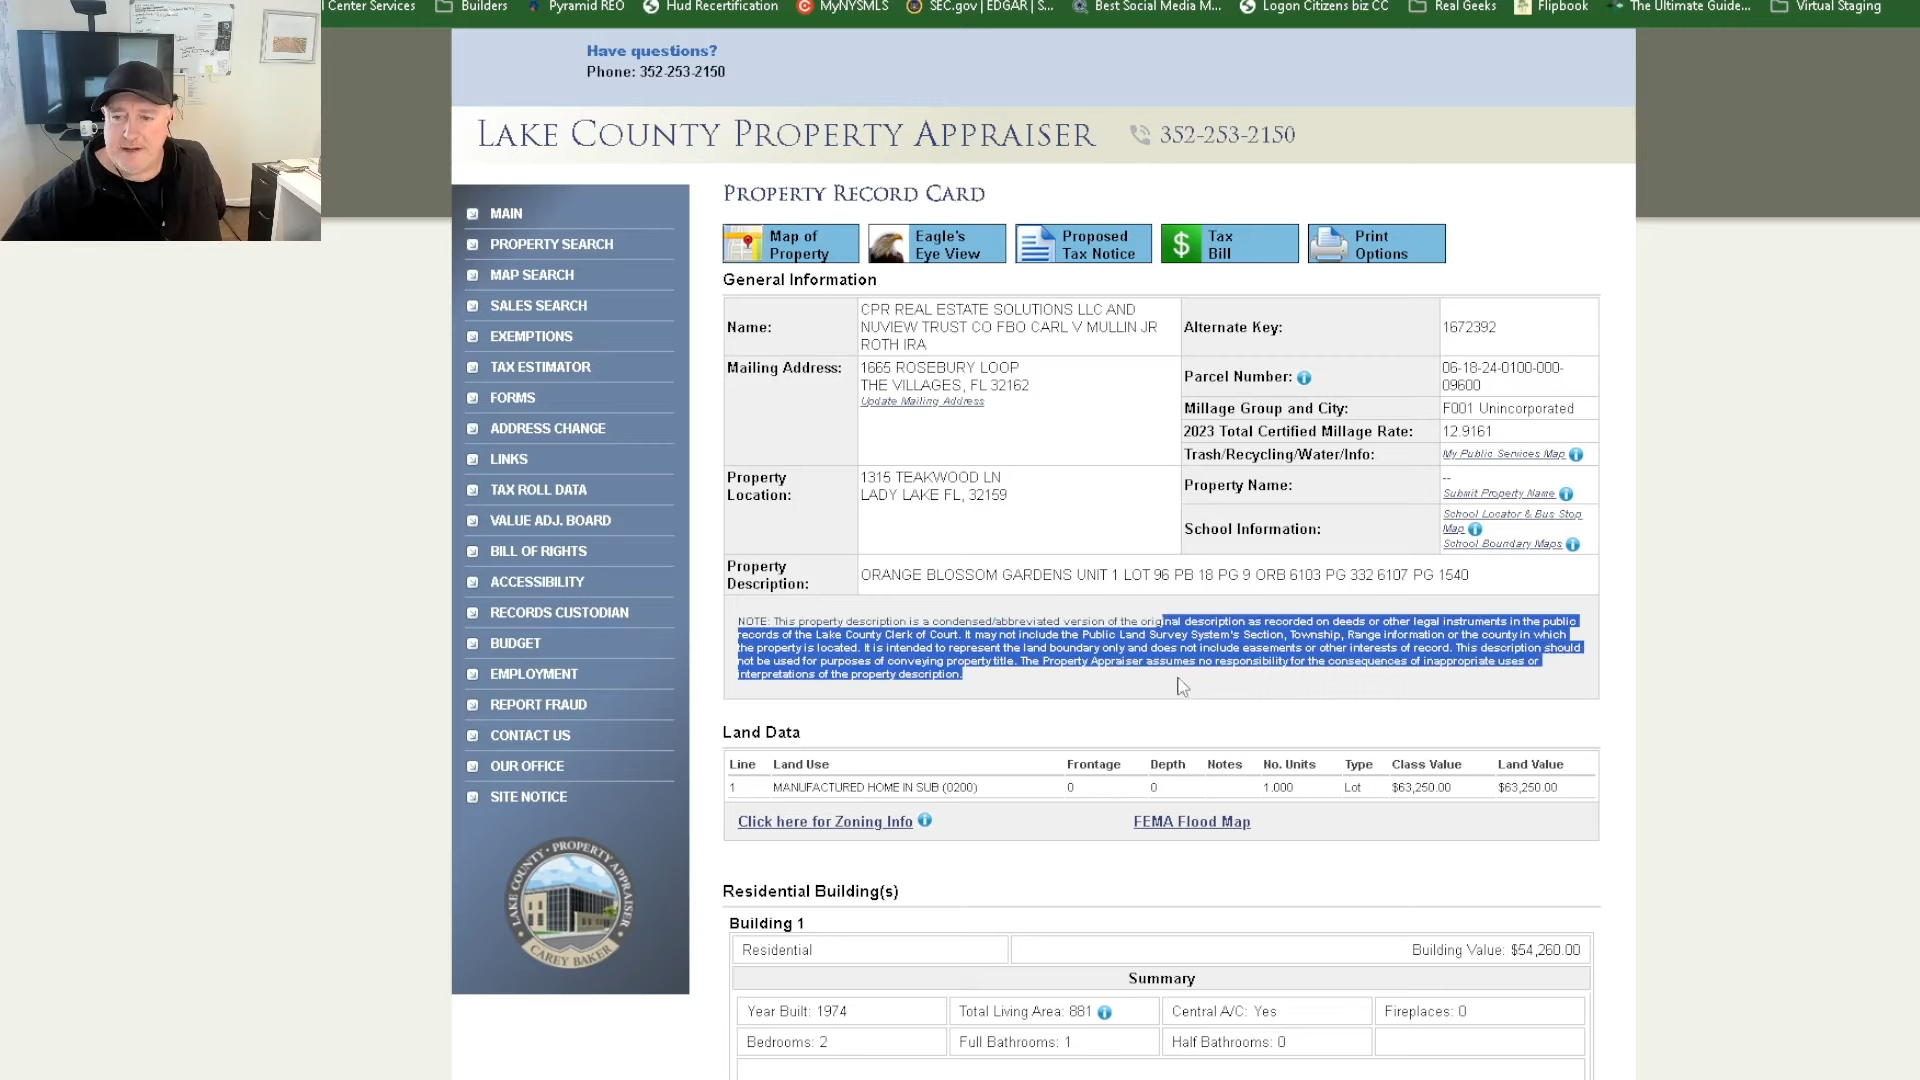 l Center Services
Builders
Pyramid REO
Hud Recertification
MyNYSMLS
SEC.gov | EDGAR | S...
Best Social Media M...
Logon Citizens biz CC
Real Geeks
Flipbook
The Ultimate Guide...
Virtual Staging
Have questions?
Phone: 352-253-2150
LAKE COUNTY PROPERTY APPRAISER
352-253-2150
MAIN
PROPERTY SEARCH
MAP SEARCH
SALES SEARCH
EXEMPTIONS
TAX ESTIMATOR
FORMS
ADDRESS CHANGE
LINKS
TAX ROLL DATA
VALUE ADJ. BOARD
BILL OF RIGHTS
ACCESSIBILITY
RECORDS CUSTODIAN
BUDGET
EMPLOYMENT
REPORT FRAUD
CONTACT US
OUR OFFICE
SITE NOTICE
LAKE COUNTY • PROPERTY APPRAISER
CAREY BAKER
PROPERTY RECORD CARD
Map of
Property
Eagle's
Eye View
Proposed
Tax Notice
Tax
Bill
Print
Options
General Information
Name:
CPR REAL ESTATE SOLUTIONS LLC AND
NUVIEW TRUST CO FBO CARL V MULLIN JR
ROTH IRA
Alternate Key:
1672392
Mailing Address:
1665 ROSEBURY LOOP
THE VILLAGES, FL 32162
Update Mailing Address
Parcel Number:
06-18-24-0100-000-
09600
Millage Group and City:
F001 Unincorporated
2023 Total Certified Millage Rate:
12.9161
Trash/Recycling/Water/Info:
My Public Services Map
Property
Location:
1315 TEAKWOOD LN
LADY LAKE FL, 32159
Property Name:
--
Submit Property Name
School Information:
School Locator & Bus Stop
Map
School Boundary Maps
Property
Description:
ORANGE BLOSSOM GARDENS UNIT 1 LOT 96 PB 18 PG 9 ORB 6103 PG 332 6107 PG 1540
NOTE: This property description is a condensed/abbreviated version of the original description as recorded on deeds or other legal instruments in the public
records of the Lake County Clerk of Court. It may not include the Public Land Survey System's Section, Township, Range information or the county in which
the property is located. It is intended to represent the land boundary only and does not include easements or other interests of record. This description should
not be used for purposes of conveying property title. The Property Appraiser assumes no responsibility for the consequences of inappropriate uses or
interpretations of the property description.
Land Data
Line Land Use Frontage Depth Notes No. Units Type Class Value Land Value
1 MANUFACTURED HOME IN SUB (0200) 0 0 1.000 Lot $63,250.00 $63,250.00
Click here for Zoning Info
FEMA Flood Map
Residential Building(s)
Building 1
Residential
Building Value: $54,260.00
Summary
Year Built: 1974
Total Living Area: 881
Central A/C: Yes
Fireplaces: 0
Bedrooms: 2
Full Bathrooms: 1
Half Bathrooms: 0